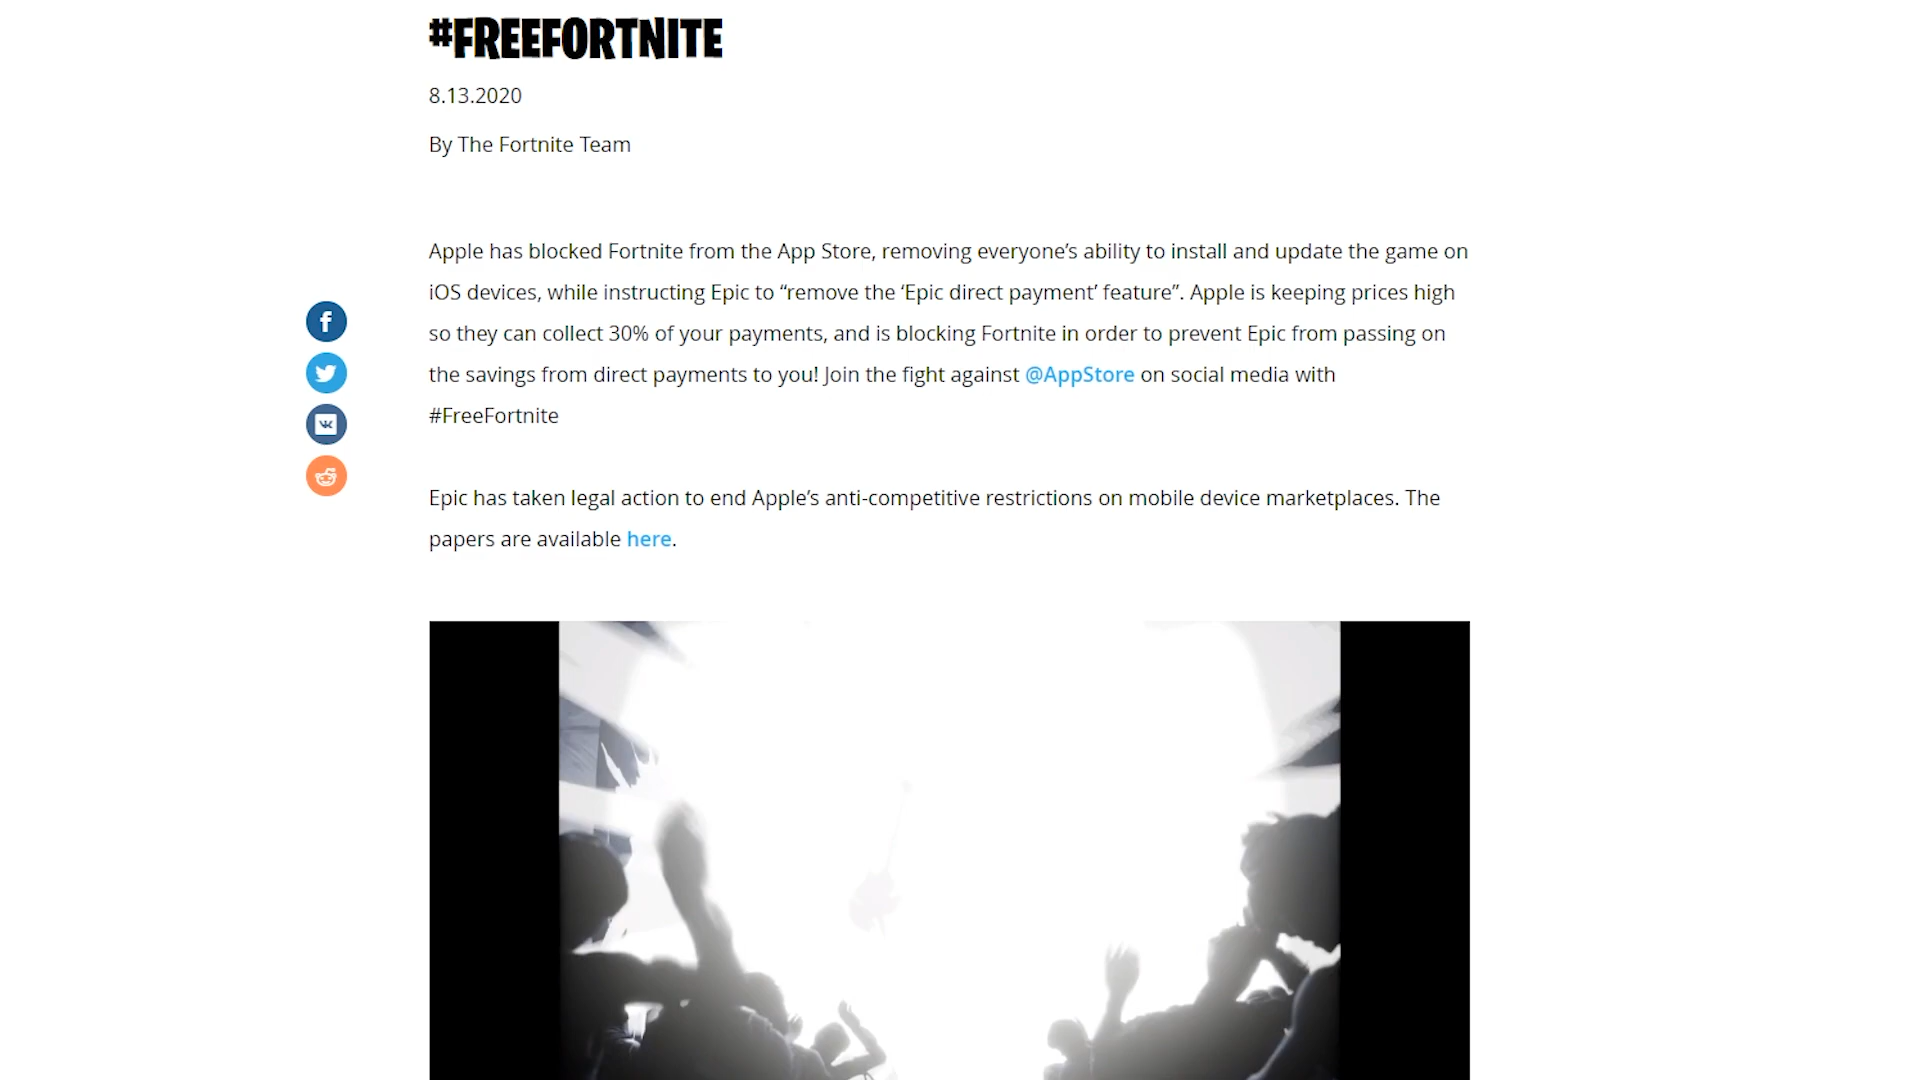 #FREEFORTNITE
8.13.2020
By The Fortnite Team
Apple has blocked Fortnite from the App Store, removing everyone’s ability to install and update the game on
iOS devices, while instructing Epic to “remove the ‘Epic direct payment’ feature”. Apple is keeping prices high
so they can collect 30% of your payments, and is blocking Fortnite in order to prevent Epic from passing on
the savings from direct payments to you! Join the fight against @AppStore on social media with
#FreeFortnite
Epic has taken legal action to end Apple’s anti-competitive restrictions on mobile device marketplaces. The
papers are available here.